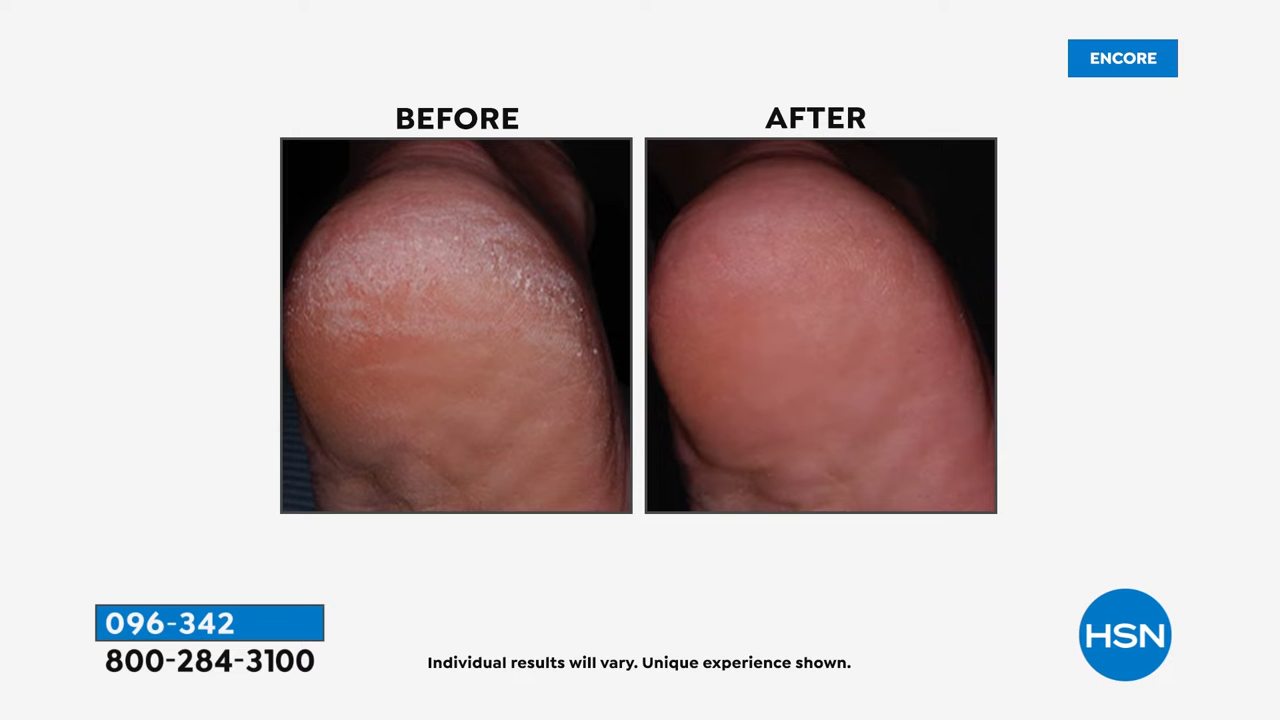 ENCORE
BEFORE
AFTER
096-342
800-284-3100
Individual results will vary. Unique experience shown.
HSN